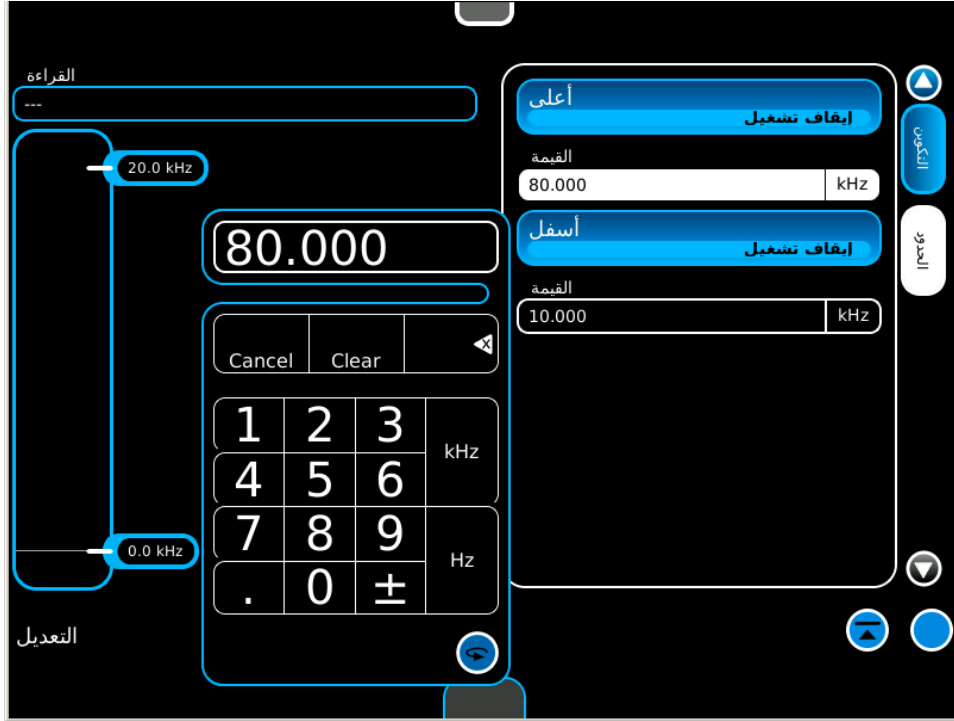 القراءة
---
20.0 kHz
0.0 kHz
التعديل
80.000
Cancel
Clear
X
1 2 3
kHz
4 5 6
7 8 9
Hz
. 0 ±
أعلى
إيقاف تشغيل
القيمة
80.000 kHz
أسفل
إيقاف تشغيل
القيمة
10.000 kHz
التكوين
الحدود